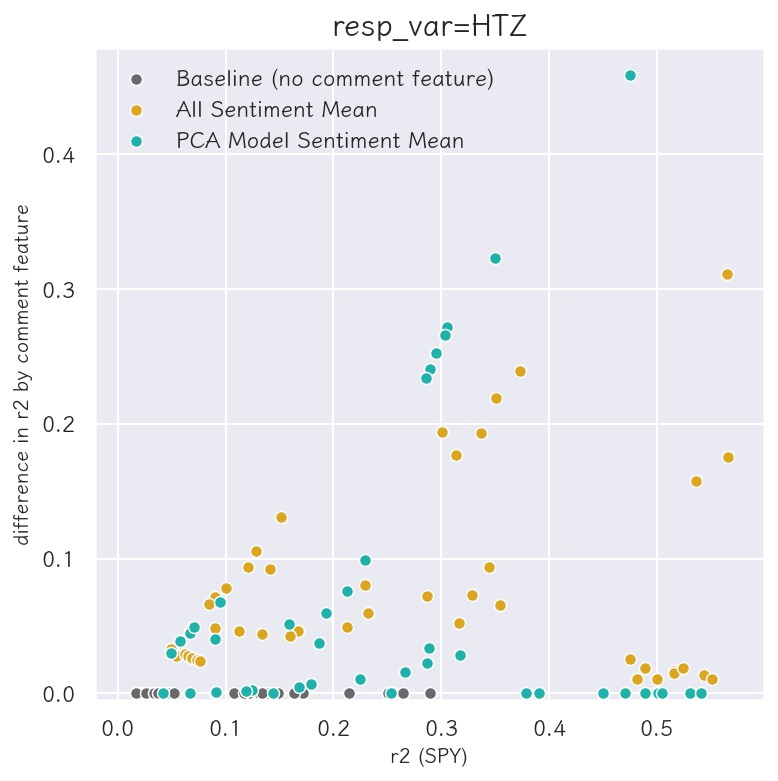 resp_var=HTZ
Baseline (no comment feature)
All Sentiment Mean
PCA Model Sentiment Mean
difference in r2 by comment feature
0.4
0.3
0.2
0.1
0.0
0.0 0.1 0.2 0.3 0.4 0.5
r2 (SPY)